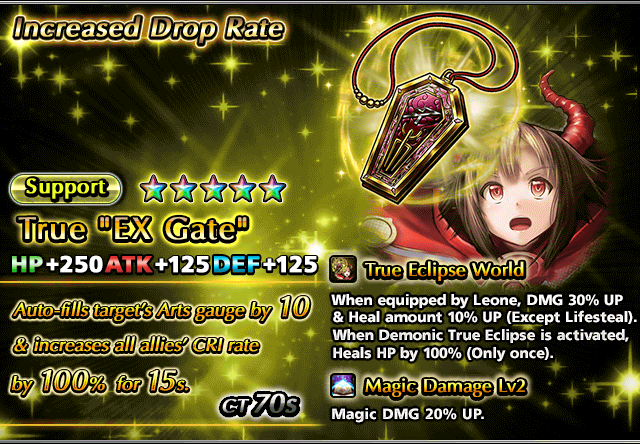 Increased Drop Rate
Support
True "EX Gate"
HP+250 ATK+125 DEF+125
Auto-fills target's Arts gauge by 10
& increases all allies' CRI rate
by 100% for 15s.
CT 70s
True Eclipse World
When equipped by Leone, DMG 30% UP
& Heal amount 10% UP (Except Lifesteal).
When Demonic True Eclipse is activated,
Heals HP by 100% (Only once).
Magic Damage Lv2
Magic DMG 20% UP.